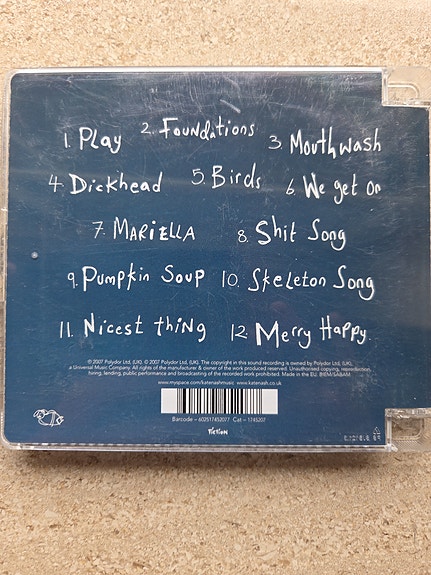 1. Play 2. Foundations 3. Mouthwash
4. Dickhead 5. Birds 6. We get on
7. MARiELLA 8. Shit Song
9. Pumpkin Soup 10. Skeleton Song
11. Nicest thing 12. Merry Happy.
℗ 2007 Polydor Ltd, (UK). © 2007 Polydor Ltd. (UK). The copyright in this sound recording is owned by Polydor Ltd, (UK),
a Universal Music Company. All rights of the manufacturer & owner of the work produced reserved. Unauthorised copying, reproduction,
hiring, lending, public performance and broadcasting of the recorded work prohibited. Made in the EU. BIEM/SABAM
www.myspace.com/katenashmusic www.katenash.co.uk
Barcode – 602517453077 Cat – 1745207
FICTION